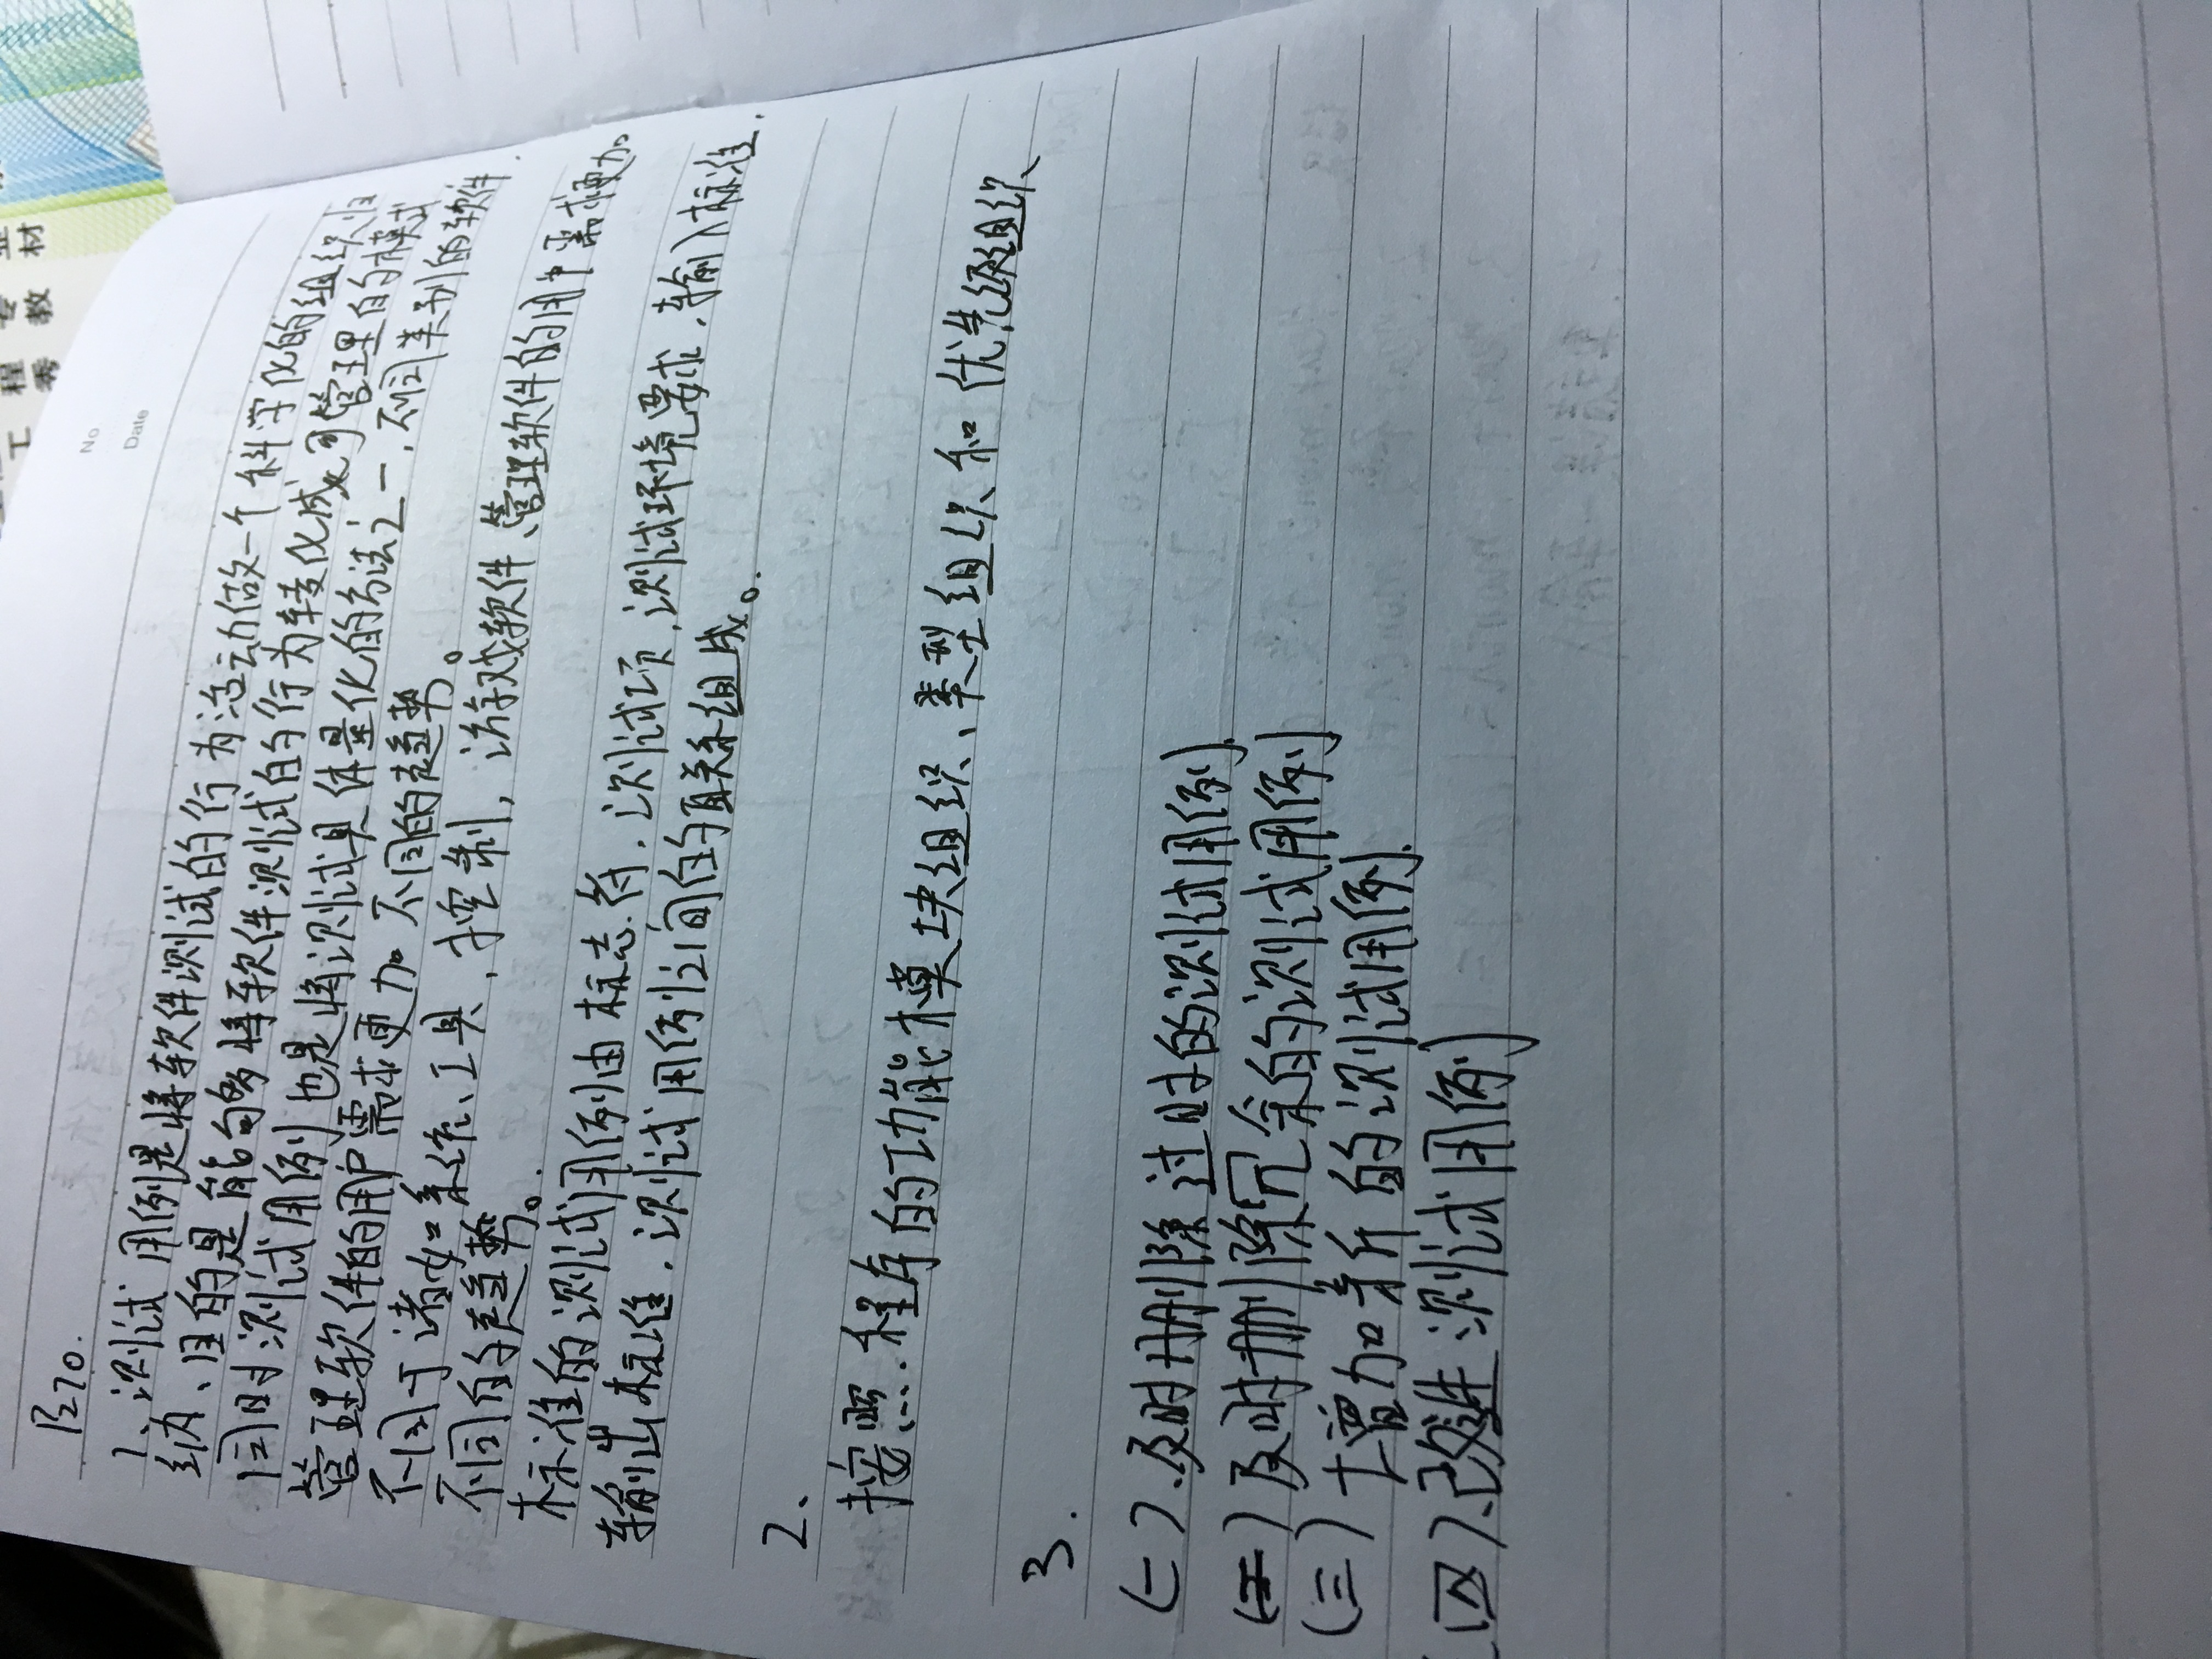 工 程 专 业
秀 教 材
No
Date
P270.
1、测试用例是将软件测试的行为活动做一个科学化的组织归
纳、目的是能够将软件测试的行为转变化成可管理的模式
同时测试用例也是将测试具体量化的方法之一,不同类别的软件.
管理软件的用户需求更加不同的趋势。
不同于诸如系统、工具,控制,游戏软件、管理软件的用户需求更加
不同的趋势。
标准的测试用例由标志符,测试项,测试环境要求,输入标准,
输出标准,测试用例之间的联系组成。
2、
按照.程序的功能模块组织、类型组织和优先级组织
3.
(一)、及时删除过时的测试用例.
(二)及时删除冗余的测试用例
(三)增加新的测试用例.
(四)、改进测试用例